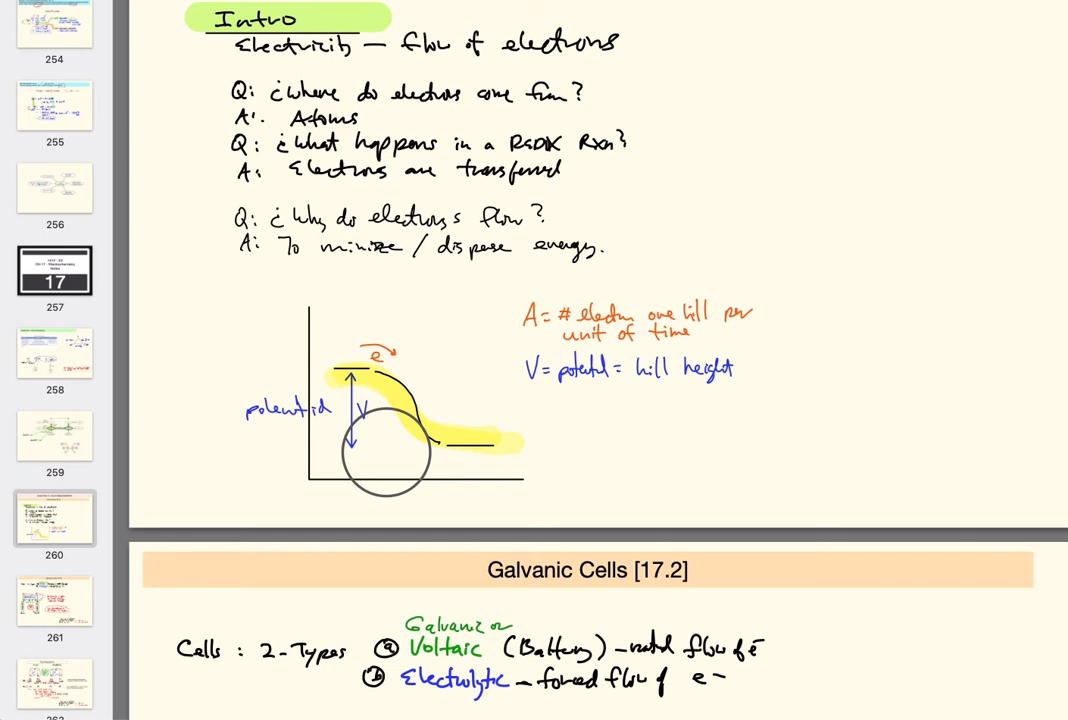 254
255
256
17
257
258
259
260
261
Intro
Electricity — flow of electrons
Q: ¿Where do electrons come from?
A: Atoms
Q: ¿What happens in a REDOX Rxn?
A: Electrons are transferred
Q: ¿Why do electrons flow?
A: To minimize / disperse energy.
A = # electron over hill per
unit of time
V = potential = hill height
e
potential
V
Galvanic Cells [17.2]
Cells : 2-Types ⓐ Galvanic or
Voltaic (Battery) — natural flow of e-
ⓑ Electrolytic — forced flow of e-